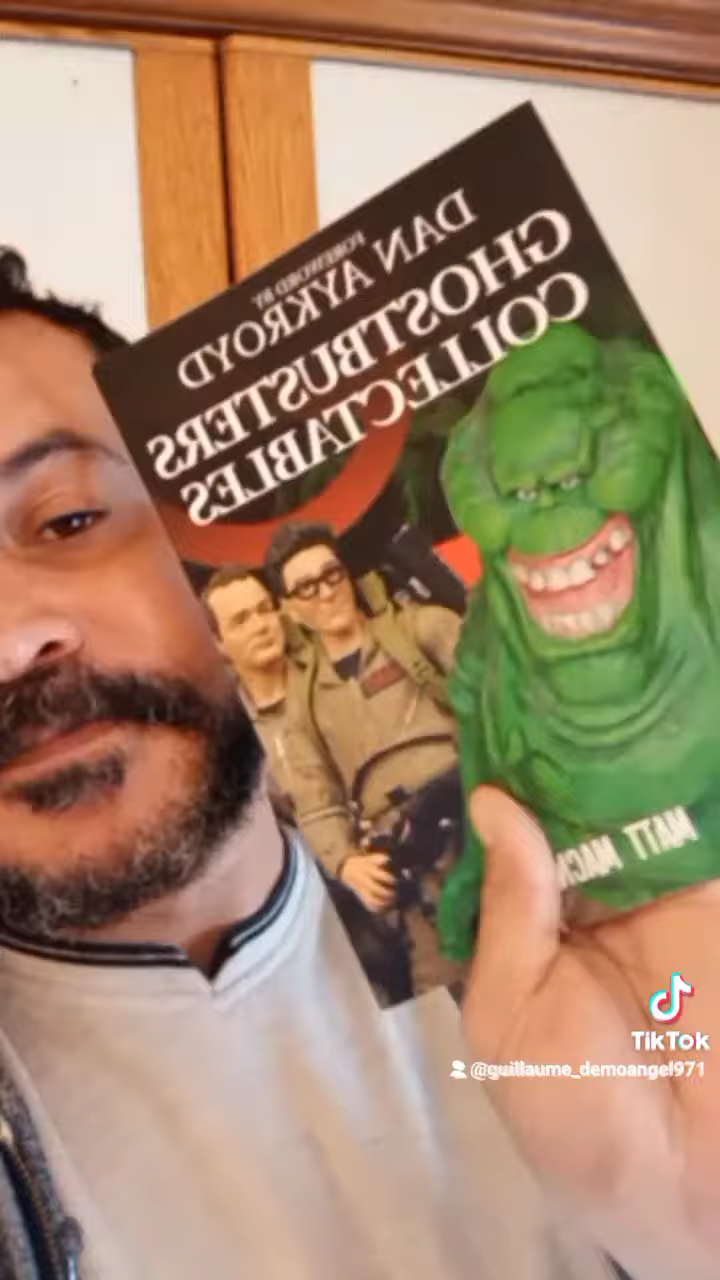 FOREWORD BY
DAN AYKROYD
GHOSTBUSTERS
COLLECTABLES
MATT
TikTok
@guillaume_demoangel971